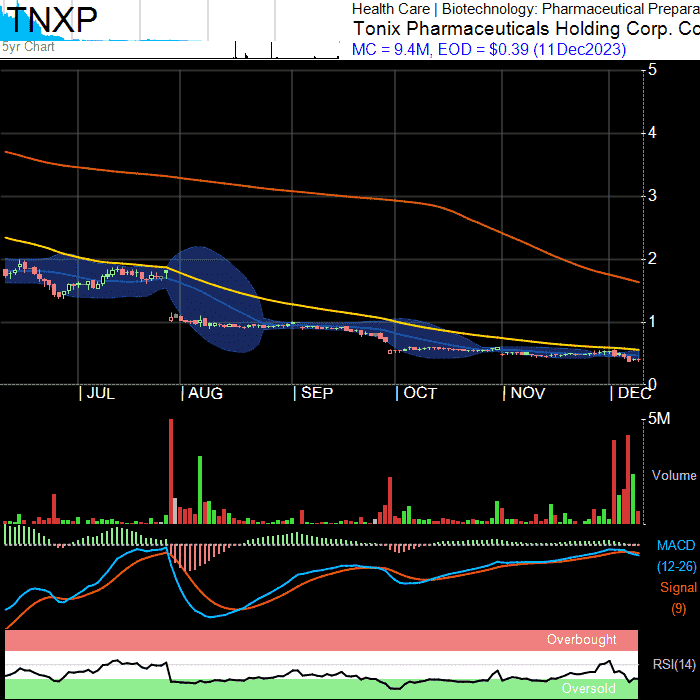 TNXP
5yr Chart
Health Care | Biotechnology: Pharmaceutical Prepara
Tonix Pharmaceuticals Holding Corp. Co
MC = 9.4M, EOD = $0.39 (11Dec2023)
5
4
3
2
1
0
| JUL | AUG | SEP | OCT | NOV | DEC
5M
Volume
MACD
(12-26)
Signal
(9)
Overbought
RSI(14)
Oversold